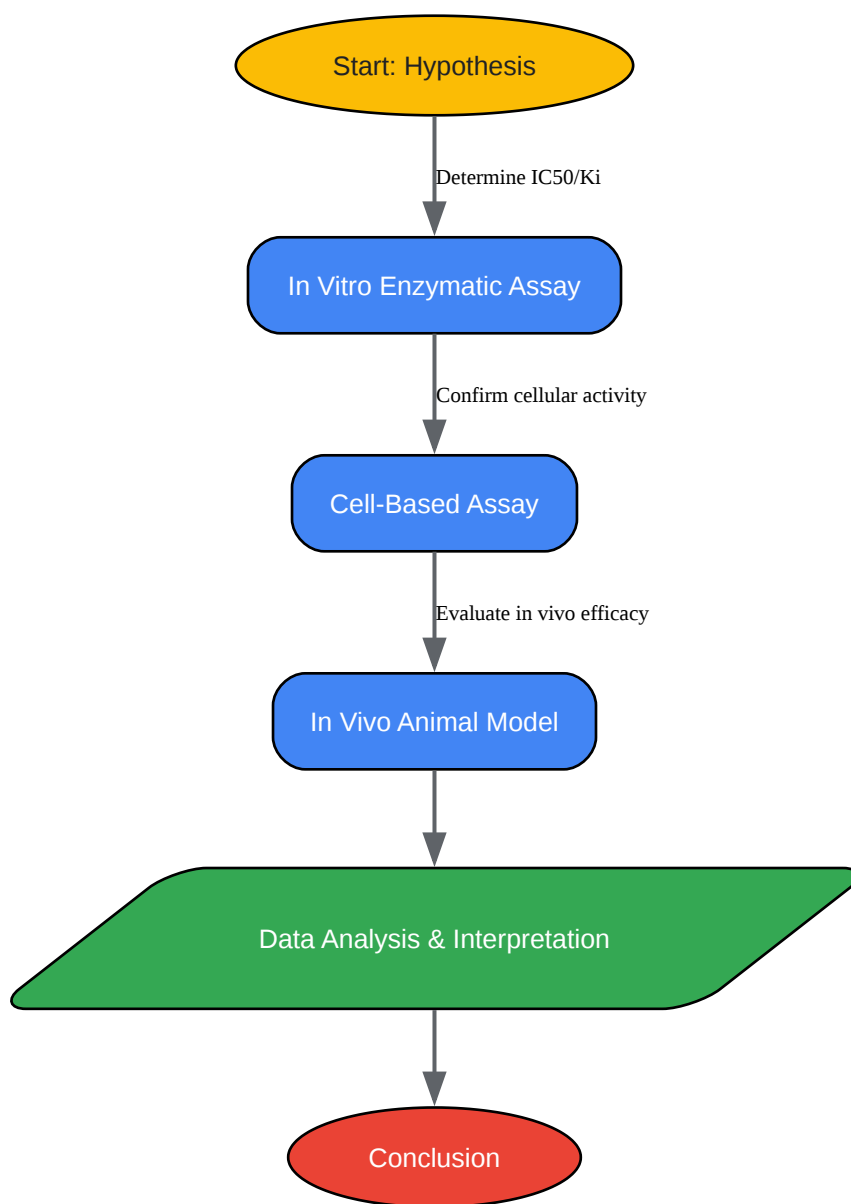 Start: Hypothesis
Determine IC50/Ki
In Vitro Enzymatic Assay
Confirm cellular activity
Cell-Based Assay
Evaluate in vivo efficacy
In Vivo Animal Model
Data Analysis & Interpretation
Conclusion